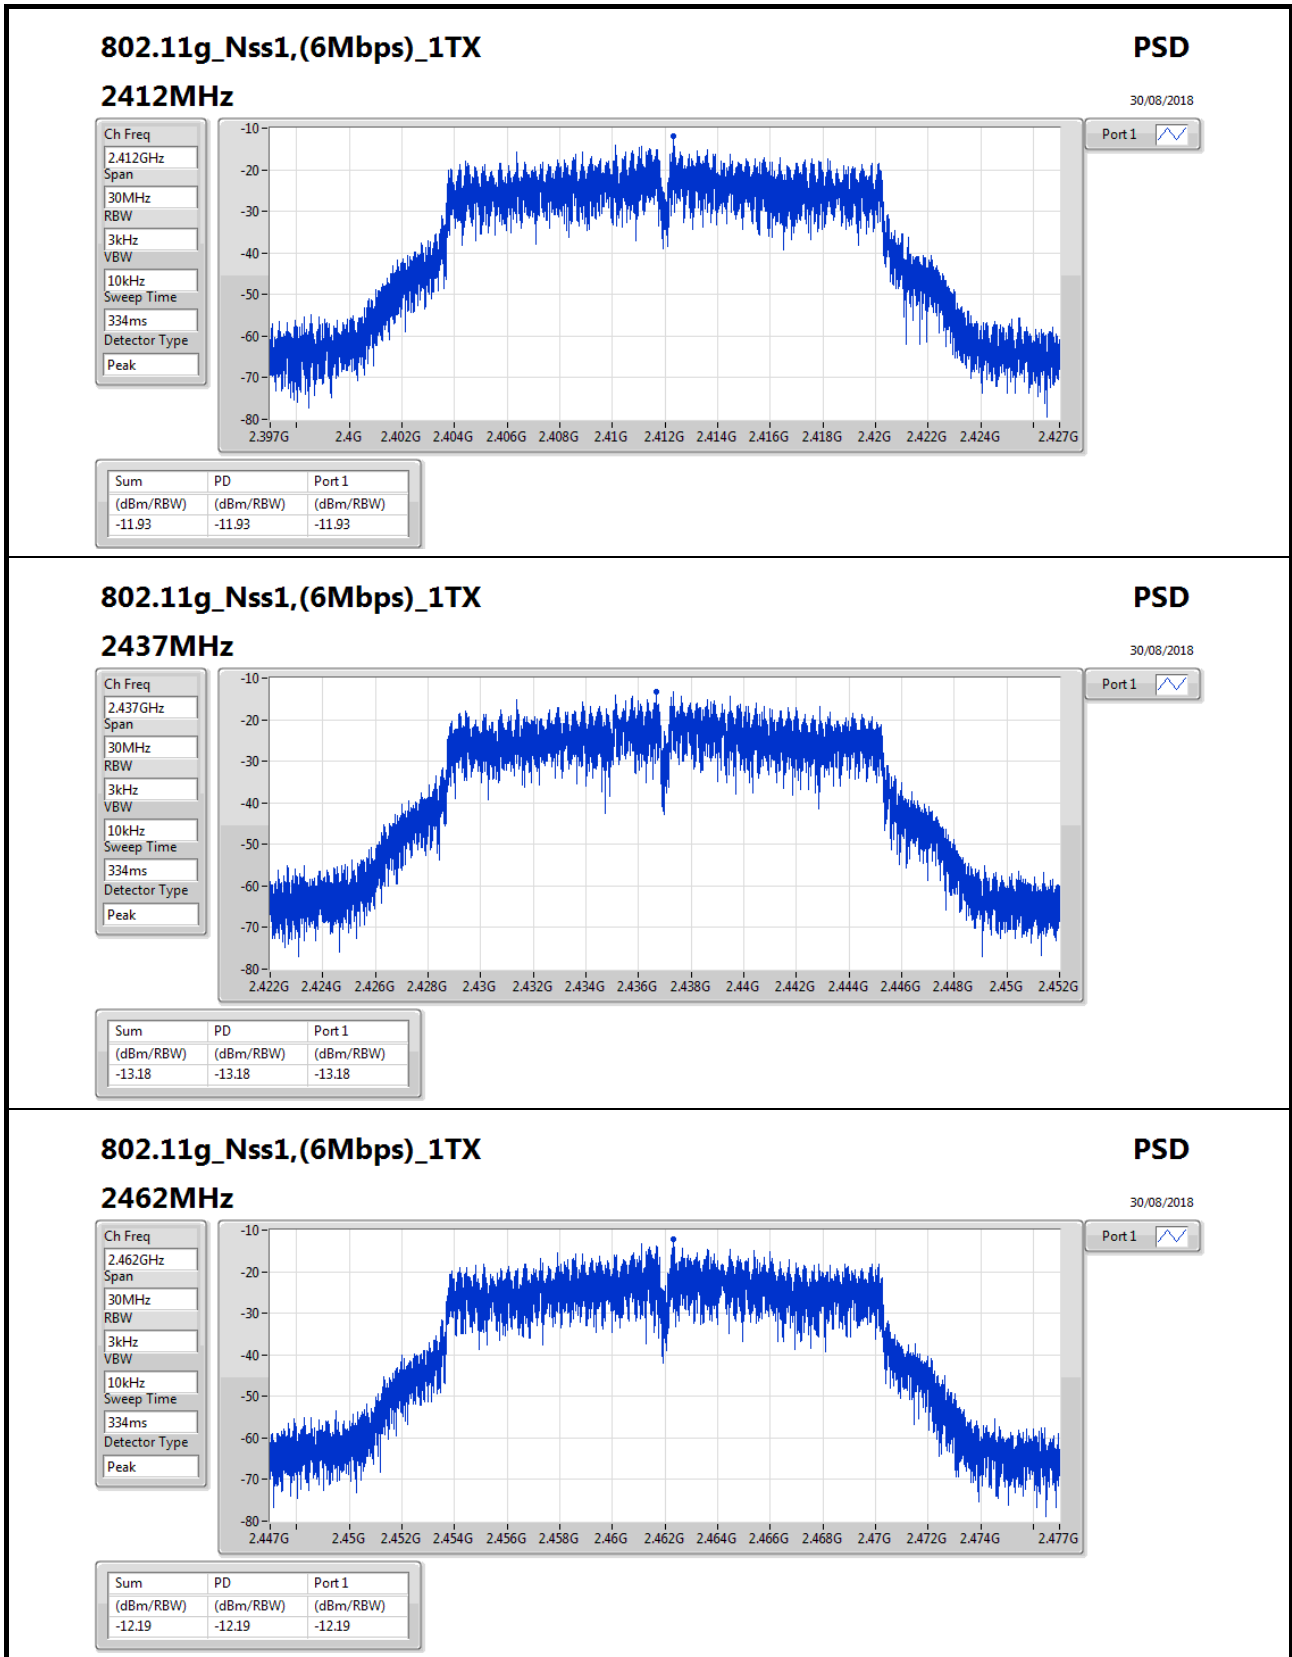 802.11g_Nss1,(6Mbps)_1TX PSD
2412MHz 30/08/2018
Ch Freq
2.412GHz
Span
30MHz
RBW
3kHz
VBW
10kHz
Sweep Time
334ms
Detector Type
Peak
-10
-20
-30
-40
-50
-60
-70
-80
2.397G 2.4G 2.402G 2.404G 2.406G 2.408G 2.41G 2.412G 2.414G 2.416G 2.418G 2.42G 2.422G 2.424G 2.427G
Port 1
Sum PD Port 1
(dBm/RBW) (dBm/RBW) (dBm/RBW)
-11.93 -11.93 -11.93
802.11g_Nss1,(6Mbps)_1TX PSD
2437MHz 30/08/2018
Ch Freq
2.437GHz
Span
30MHz
RBW
3kHz
VBW
10kHz
Sweep Time
334ms
Detector Type
Peak
-10
-20
-30
-40
-50
-60
-70
-80
2.422G 2.424G 2.426G 2.428G 2.43G 2.432G 2.434G 2.436G 2.438G 2.44G 2.442G 2.444G 2.446G 2.448G 2.45G 2.452G
Port 1
Sum PD Port 1
(dBm/RBW) (dBm/RBW) (dBm/RBW)
-13.18 -13.18 -13.18
802.11g_Nss1,(6Mbps)_1TX PSD
2462MHz 30/08/2018
Ch Freq
2.462GHz
Span
30MHz
RBW
3kHz
VBW
10kHz
Sweep Time
334ms
Detector Type
Peak
-10
-20
-30
-40
-50
-60
-70
-80
2.447G 2.45G 2.452G 2.454G 2.456G 2.458G 2.46G 2.462G 2.464G 2.466G 2.468G 2.47G 2.472G 2.474G 2.477G
Port 1
Sum PD Port 1
(dBm/RBW) (dBm/RBW) (dBm/RBW)
-12.19 -12.19 -12.19